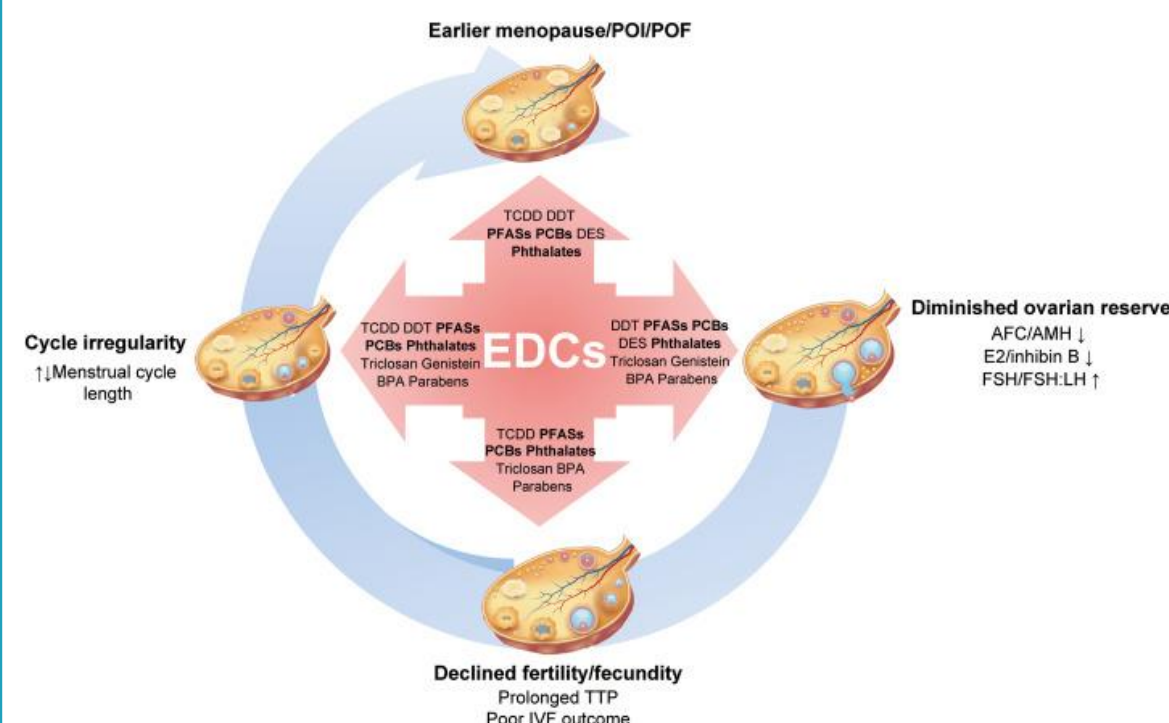 Earlier menopause/POI/POF
TCDD DDT
PFASs PCBs DES
Phthalates
Cycle irregularity
↑↓Menstrual cycle
length
TCDD DDT PFASs
PCBs Phthalates
Triclosan Genistein
BPA Parabens
EDCs
DDT PFASs PCBs
DES Phthalates
Triclosan Genistein
BPA Parabens
Diminished ovarian reserve
AFC/AMH ↓
E2/inhibin B ↓
FSH/FSH:LH ↑
TCDD PFASs
PCBs Phthalates
Triclosan BPA
Parabens
Declined fertility/fecundity
Prolonged TTP
Poor IVF outcome